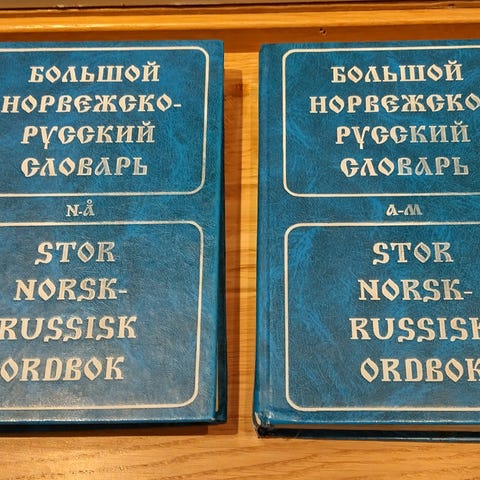 БОЛЬШОЙ
НОРВЕЖСКО-
РУССКИЙ
СЛОВАРЬ
N-Å
STOR
NORSK-
RUSSISK
ORDBOK
БОЛЬШОЙ
НОРВЕЖСКО
РУССКИЙ
СЛОВАРЬ
A-M
STOR
NORSK-
RUSSISK
ORDBOK